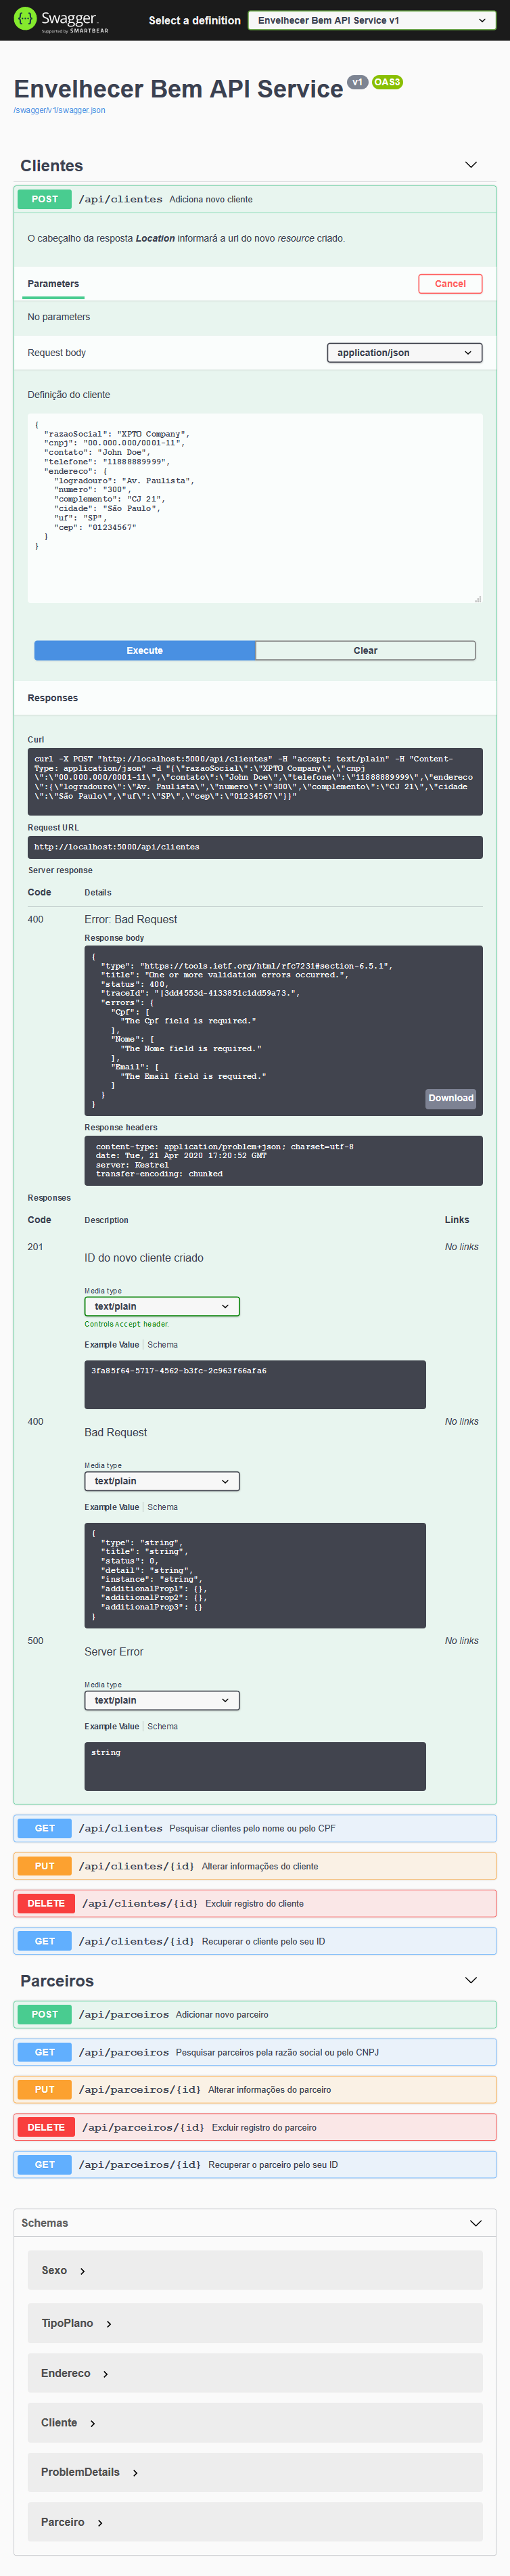 Swagger.
Supported by SMARTBEAR
Select a definition
Envelhecer Bem API Service v1
Envelhecer Bem API Service v1 OAS3
/swagger/v1/swagger.json
Clientes
POST /api/clientes Adiciona novo cliente
O cabeçalho da resposta Location informará a url do novo resource criado.
Parameters
Cancel
No parameters
Request body
application/json
Definição do cliente
{
"razaoSocial": "XPTO Company",
"cnpj": "00.000.000/0001-11",
"contato": "John Doe",
"telefone": "11888889999",
"endereco": {
"logradouro": "Av. Paulista",
"numero": "300",
"complemento": "CJ 21",
"cidade": "São Paulo",
"uf": "SP",
"cep": "01234567"
}
}
Execute
Clear
Responses
Curl
curl -X POST "http://localhost:5000/api/clientes" -H "accept: text/plain" -H "Content-
Type: application/json" -d "{\"razaoSocial\":\"XPTO Company\",\"cnpj
\":\"00.000.000/0001-11\",\"contato\":\"John Doe\",\"telefone\":\"11888889999\",\"endereco
\":{\"logradouro\":\"Av. Paulista\",\"numero\":\"300\",\"complemento\":\"CJ 21\",\"cidade
\":\"São Paulo\",\"uf\":\"SP\",\"cep\":\"01234567\"}}"
Request URL
http://localhost:5000/api/clientes
Server response
Code Details
400 Error: Bad Request
Response body
{
"type": "https://tools.ietf.org/html/rfc7231#section-6.5.1",
"title": "One or more validation errors occurred.",
"status": 400,
"traceId": "|3dd4553d-4133851c1dd59a73.",
"errors": {
"Cpf": [
"The Cpf field is required."
],
"Nome": [
"The Nome field is required."
],
"Email": [
"The Email field is required."
]
}
}
Download
Response headers
content-type: application/problem+json; charset=utf-8
date: Tue, 21 Apr 2020 17:20:52 GMT
server: Kestrel
transfer-encoding: chunked
Responses
Code Description Links
201 No links
ID do novo cliente criado
Media type
text/plain
Controls Accept header.
Example Value Schema
3fa85f64-5717-4562-b3fc-2c963f66afa6
400 No links
Bad Request
Media type
text/plain
Example Value Schema
{
"type": "string",
"title": "string",
"status": 0,
"detail": "string",
"instance": "string",
"additionalProp1": {},
"additionalProp2": {},
"additionalProp3": {}
}
500 No links
Server Error
Media type
text/plain
Example Value Schema
string
GET /api/clientes Pesquisar clientes pelo nome ou pelo CPF
PUT /api/clientes/{id} Alterar informações do cliente
DELETE /api/clientes/{id} Excluir registro do cliente
GET /api/clientes/{id} Recuperar o cliente pelo seu ID
Parceiros
POST /api/parceiros Adicionar novo parceiro
GET /api/parceiros Pesquisar parceiros pela razão social ou pelo CNPJ
PUT /api/parceiros/{id} Alterar informações do parceiro
DELETE /api/parceiros/{id} Excluir registro do parceiro
GET /api/parceiros/{id} Recuperar o parceiro pelo seu ID
Schemas
Sexo
TipoPlano
Endereco
Cliente
ProblemDetails
Parceiro